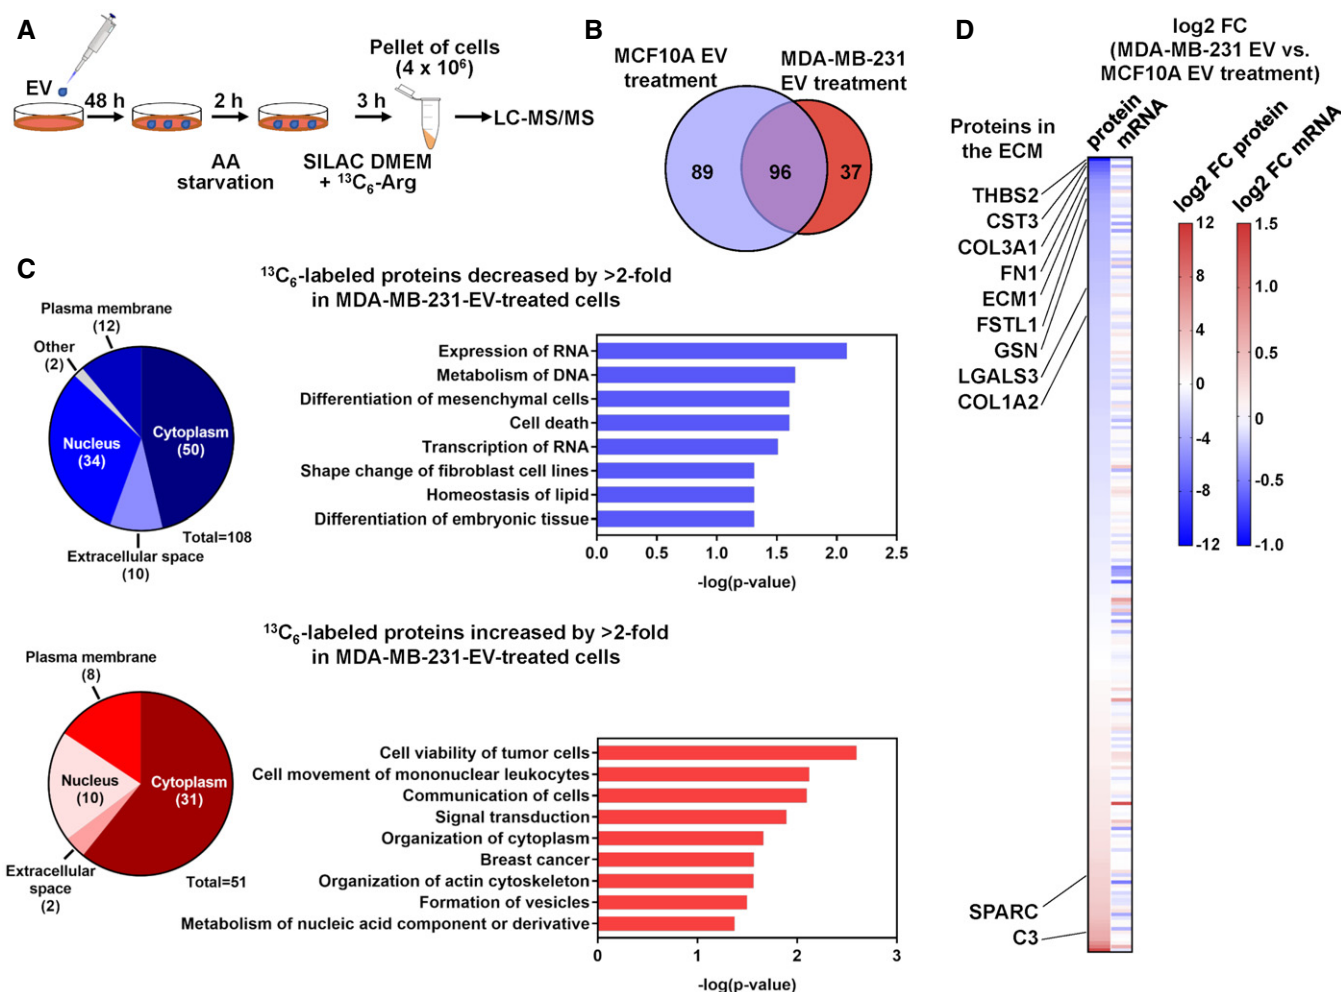 A
EV
48 h
2 h
3 h
AA
starvation
SILAC DMEM
+ ¹³C₆-Arg
Pellet of cells
(4 x 10⁶)
LC-MS/MS
B
MCF10A EV
treatment
MDA-MB-231
EV treatment
89
96
37
C
¹³C₆-labeled proteins decreased by >2-fold
in MDA-MB-231-EV-treated cells
Plasma membrane
(12)
Other
(2)
Nucleus
(34)
Cytoplasm
(50)
Extracellular space
(10)
Total=108
Expression of RNA
Metabolism of DNA
Differentiation of mesenchymal cells
Cell death
Transcription of RNA
Shape change of fibroblast cell lines
Homeostasis of lipid
Differentiation of embryonic tissue
0.0 0.5 1.0 1.5 2.0 2.5
-log(p-value)
¹³C₆-labeled proteins increased by >2-fold
in MDA-MB-231-EV-treated cells
Plasma membrane
(8)
Nucleus
(10)
Cytoplasm
(31)
Extracellular
space
(2)
Total=51
Cell viability of tumor cells
Cell movement of mononuclear leukocytes
Communication of cells
Signal transduction
Organization of cytoplasm
Breast cancer
Organization of actin cytoskeleton
Formation of vesicles
Metabolism of nucleic acid component or derivative
0 1 2 3
-log(p-value)
D
log2 FC
(MDA-MB-231 EV vs.
MCF10A EV treatment)
Proteins in
the ECM
protein
mRNA
THBS2
CST3
COL3A1
FN1
ECM1
FSTL1
GSN
LGALS3
COL1A2
SPARC
C3
log2 FC protein
12
8
4
0
-4
-8
-12
log2 FC mRNA
1.5
1.0
0.5
0
-0.5
-1.0